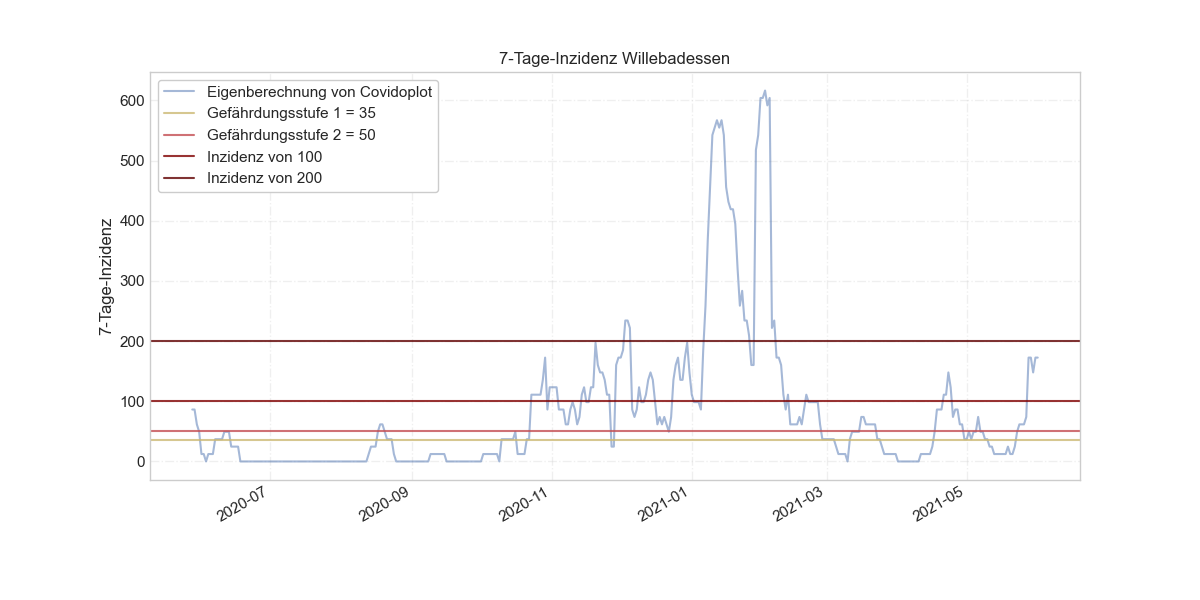 7-Tage-Inzidenz Willebadessen
Eigenberechnung von Covidoplot
Gefährdungsstufe 1 = 35
Gefährdungsstufe 2 = 50
Inzidenz von 100
Inzidenz von 200
7-Tage-Inzidenz
600
500
400
300
200
100
0
2020-07
2020-09
2020-11
2021-01
2021-03
2021-05